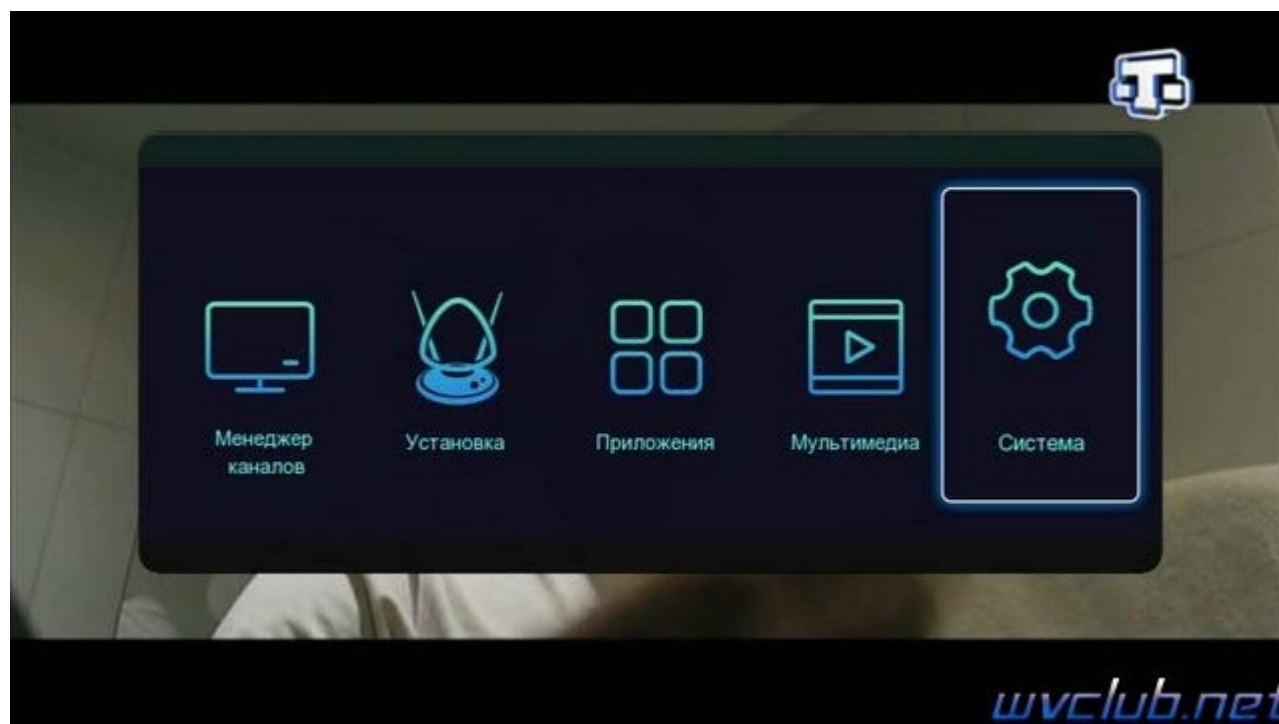 T
Менеджер
каналов
Установка
Приложения
Мультимедиа
Система
wvclub.net